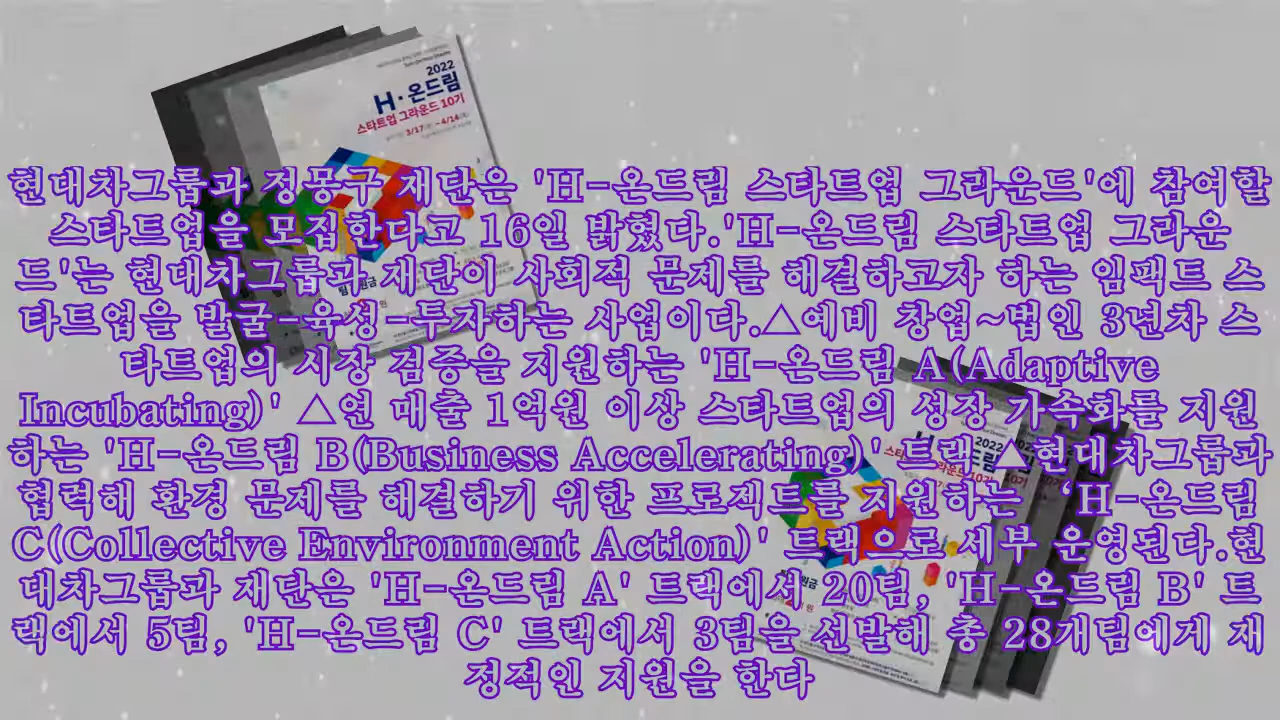 2022
H·온드림
스타트업 그라운드 10기
3/17(목) ~ 4/14(목)
현대차그룹과 정몽구 재단은 'H-온드림 스타트업 그라운드'에 참여할
스타트업을 모집한다고 16일 밝혔다.'H-온드림 스타트업 그라운
드'는 현대차그룹과 재단이 사회적 문제를 해결하고자 하는 임팩트 스
타트업을 발굴-육성-투자하는 사업이다.△예비 창업~법인 3년차 스
타트업의 시장 검증을 지원하는 'H-온드림 A(Adaptive
Incubating)' △연 매출 1억원 이상 스타트업의 성장 가속화를 지원
하는 'H-온드림 B(Business Accelerating)' 트랙 △현대차그룹과
협력해 환경 문제를 해결하기 위한 프로젝트를 지원하는 ‘H-온드림
C(Collective Environment Action)' 트랙으로 세부 운영된다.현
대차그룹과 재단은 'H-온드림 A' 트랙에서 20팀, 'H-온드림 B' 트
랙에서 5팀, 'H-온드림 C' 트랙에서 3팀을 선발해 총 28개팀에게 재
정적인 지원을 한다